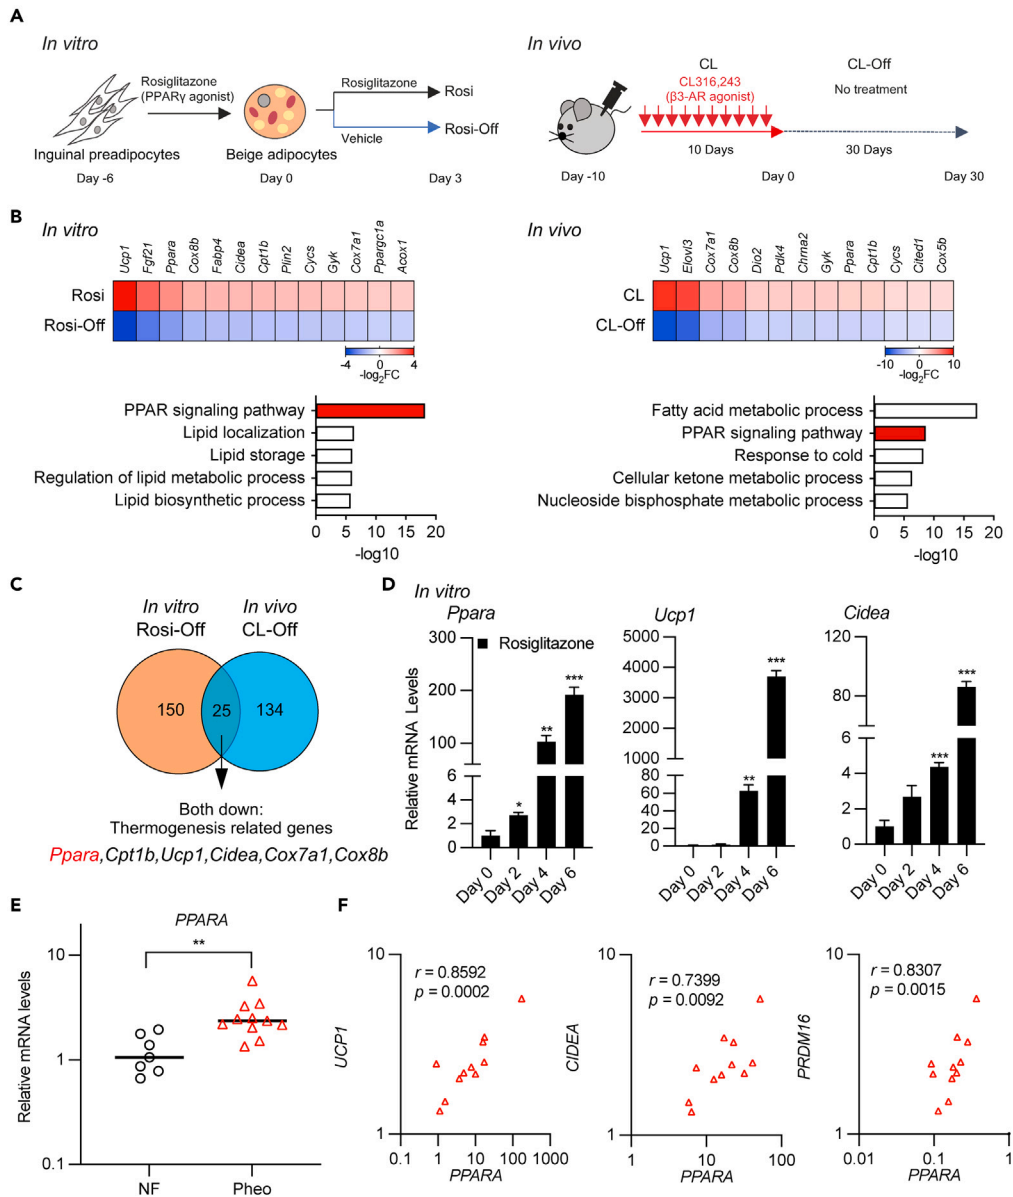 A
In vitro
Rosiglitazone
(PPARγ agonist)
Inguinal preadipocytes
Beige adipocytes
Rosiglitazone
Vehicle
Rosi
Rosi-Off
Day -6
Day 0
Day 3
In vivo
CL
CL316,243
(β3-AR agonist)
CL-Off
No treatment
10 Days
30 Days
Day -10
Day 0
Day 30
B
In vitro
Ucp1
Fgf21
Ppara
Cox8b
Fabp4
Cidea
Cpt1b
Plin2
Cycs
Gyk
Cox7a1
Ppargc1a
Acox1
Rosi
Rosi-Off
-4 0 4
-log2FC
PPAR signaling pathway
Lipid localization
Lipid storage
Regulation of lipid metabolic process
Lipid biosynthetic process
0 5 10 15 20
-log10
In vivo
Ucp1
Elovl3
Cox7a1
Cox8b
Dio2
Pdk4
Chrna2
Gyk
Ppara
Cpt1b
Cycs
Cited1
Cox5b
CL
CL-Off
-10 0 10
-log2FC
Fatty acid metabolic process
PPAR signaling pathway
Response to cold
Cellular ketone metabolic process
Nucleoside bisphosphate metabolic process
0 5 10 15 20
-log10
C
In vitro
Rosi-Off
In vivo
CL-Off
150 25 134
Both down:
Thermogenesis related genes
Ppara,Cpt1b,Ucp1,Cidea,Cox7a1,Cox8b
D
In vitro
Ppara
Rosiglitazone
Relative mRNA Levels
300
200
100
6
4
2
0
*
**
***
Day 0
Day 2
Day 4
Day 6
Ucp1
5000
4000
3000
2000
1000
80
60
40
20
0
**
***
Day 0
Day 2
Day 4
Day 6
Cidea
120
80
6
4
2
0
***
***
Day 0
Day 2
Day 4
Day 6
E
PPARA
**
Relative mRNA levels
10
1
0.1
NF
Pheo
F
UCP1
10
1
r = 0.8592
p = 0.0002
0.1 1 10 100 1000
PPARA
CIDEA
10
1
r = 0.7399
p = 0.0092
1 10 100
PPARA
PRDM16
10
1
r = 0.8307
p = 0.0015
0.01 0.1 1
PPARA